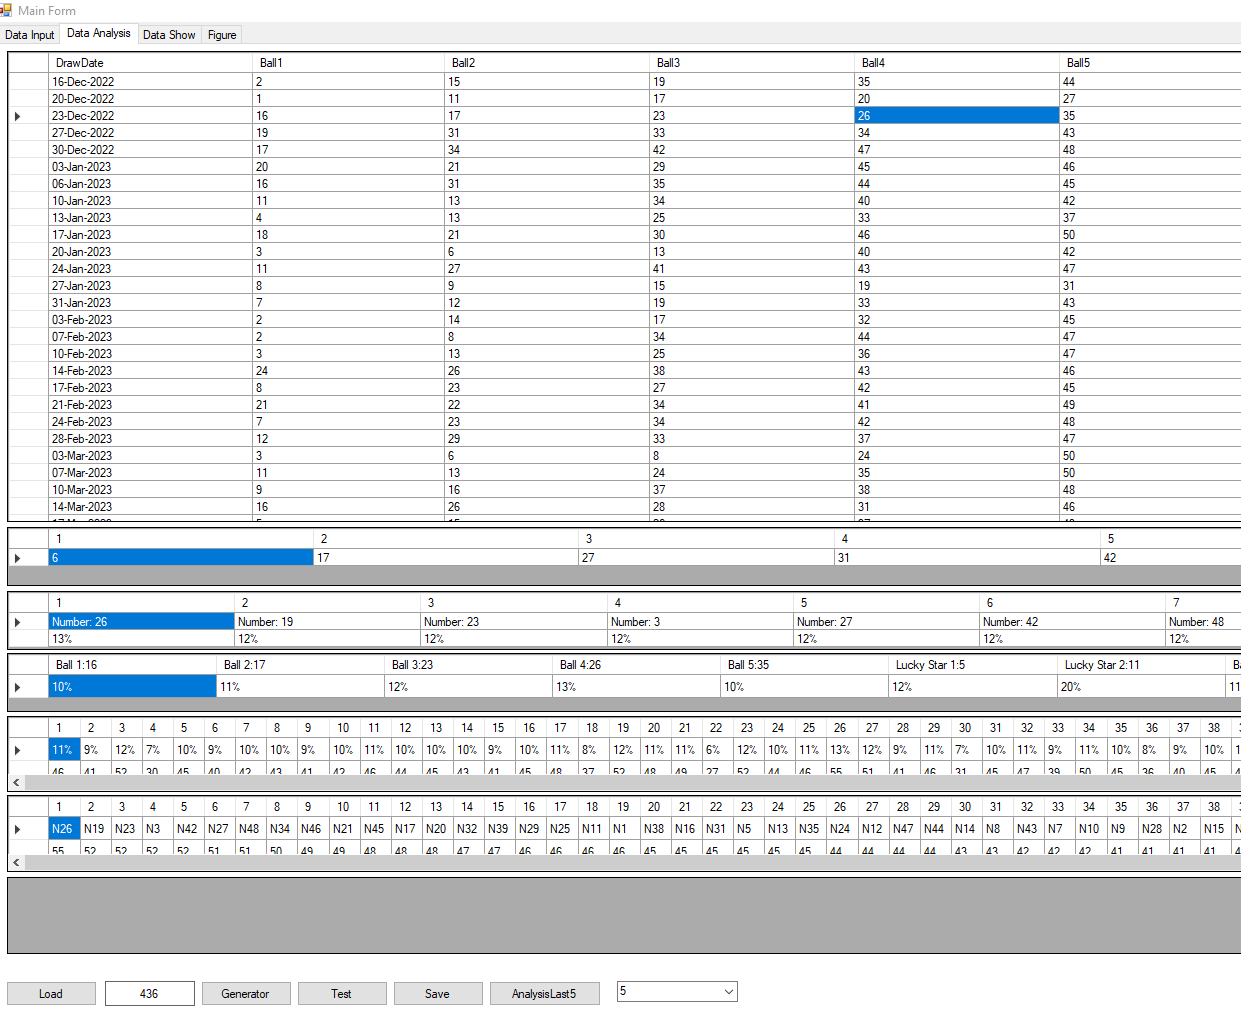 Main Form
Data Input Data Analysis Data Show Figure
DrawDate Ball1 Ball2 Ball3 Ball4 Ball5
16-Dec-2022 2 15 19 35 44
20-Dec-2022 1 11 17 20 27
23-Dec-2022 16 17 23 26 35
27-Dec-2022 19 31 33 34 43
30-Dec-2022 17 34 42 47 48
03-Jan-2023 20 21 29 45 46
06-Jan-2023 16 31 35 44 45
10-Jan-2023 11 13 34 40 42
13-Jan-2023 4 13 25 33 37
17-Jan-2023 18 21 30 46 50
20-Jan-2023 3 6 13 40 42
24-Jan-2023 11 27 41 43 47
27-Jan-2023 8 9 15 19 31
31-Jan-2023 7 12 19 33 43
03-Feb-2023 2 14 17 32 45
07-Feb-2023 2 8 34 44 47
10-Feb-2023 3 13 25 36 47
14-Feb-2023 24 26 38 43 46
17-Feb-2023 8 23 27 42 45
21-Feb-2023 21 22 34 41 49
24-Feb-2023 7 23 34 42 48
28-Feb-2023 12 29 33 37 47
03-Mar-2023 3 6 8 24 50
07-Mar-2023 11 13 24 35 50
10-Mar-2023 9 16 37 38 48
14-Mar-2023 16 26 28 31 46
1 2 3 4 5
6 17 27 31 42
1 2 3 4 5 6 7
Number: 26 Number: 19 Number: 23 Number: 3 Number: 27 Number: 42 Number: 48
13% 12% 12% 12% 12% 12% 12%
Ball 1:16 Ball 2:17 Ball 3:23 Ball 4:26 Ball 5:35 Lucky Star 1:5 Lucky Star 2:11
10% 11% 12% 13% 10% 12% 20% 11
1 2 3 4 5 6 7 8 9 10 11 12 13 14 15 16 17 18 19 20 21 22 23 24 25 26 27 28 29 30 31 32 33 34 35 36 37 38
11% 9% 12% 7% 10% 9% 10% 10% 9% 10% 11% 10% 10% 10% 9% 10% 11% 8% 12% 11% 11% 6% 12% 10% 11% 13% 12% 9% 11% 7% 10% 11% 9% 11% 10% 8% 9% 10% 1
46 41 52 30 45 40 42 43 41 42 46 44 45 43 41 45 48 37 52 48 49 27 52 44 46 55 51 41 46 31 45 47 39 50 45 36 40 45
1 2 3 4 5 6 7 8 9 10 11 12 13 14 15 16 17 18 19 20 21 22 23 24 25 26 27 28 29 30 31 32 33 34 35 36 37 38
N26 N19 N23 N3 N42 N27 N48 N34 N46 N21 N45 N17 N20 N32 N39 N29 N25 N11 N1 N38 N16 N31 N5 N13 N35 N24 N12 N47 N44 N14 N8 N43 N7 N10 N9 N28 N2 N15
55 52 52 52 52 51 51 50 49 49 48 48 48 47 47 46 46 46 46 45 45 45 45 45 45 44 44 44 44 43 43 42 42 42 41 41 41 41
Load 436 Generator Test Save AnalysisLast5 5